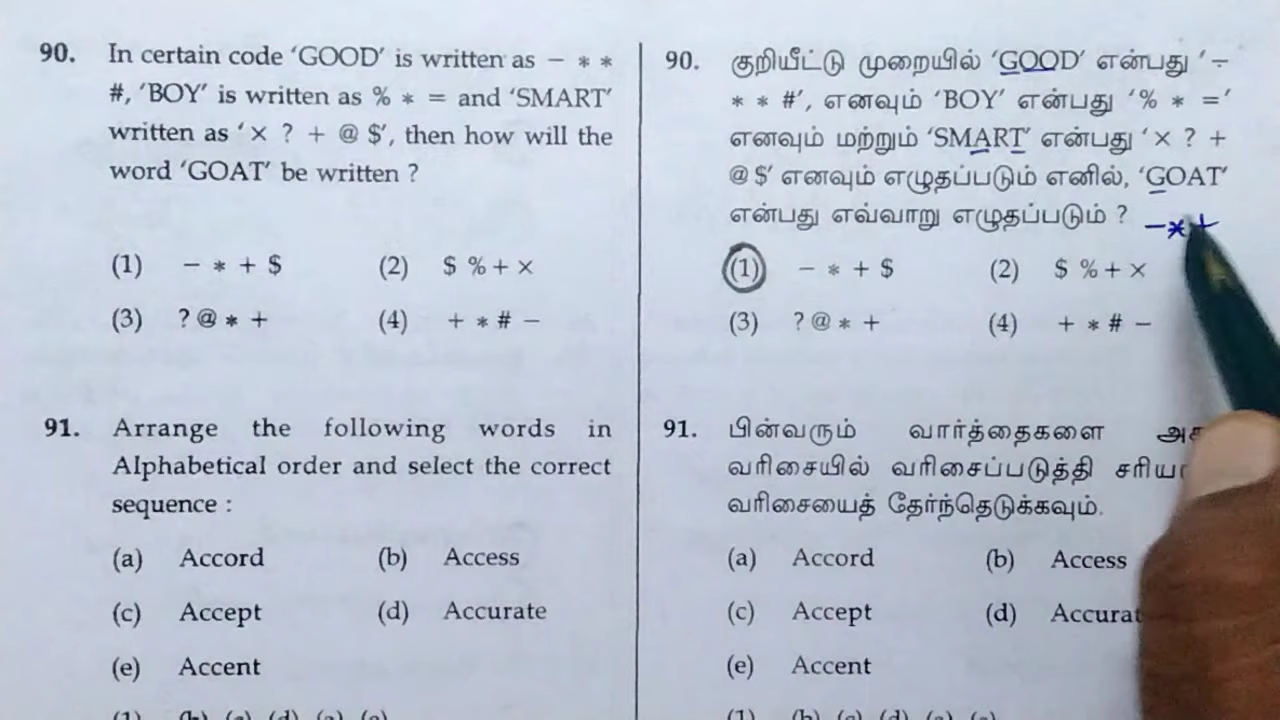 90. In certain code ‘GOOD’ is written as − * *
#, ‘BOY’ is written as % * = and ‘SMART’
written as ‘× ? + @ $’, then how will the
word ‘GOAT’ be written ?
(1) − * + $ (2) $ % + ×
(3) ? @ * + (4) + * # −
91. Arrange the following words in
Alphabetical order and select the correct
sequence :
(a) Accord (b) Access
(c) Accept (d) Accurate
(e) Accent
(1) (b) (c) (d) (a) (e)
90. குறியீட்டு முறையில் ‘GOOD’ என்பது ‘÷
* * #’, எனவும் ‘BOY’ என்பது ‘% * =’
எனவும் மற்றும் ‘SMART’ என்பது ‘× ? +
@ $’ எனவும் எழுதப்படும் எனில், ‘GOAT’
என்பது எவ்வாறு எழுதப்படும் ?
− * +
(1) − * + $ (2) $ % + ×
(3) ? @ * + (4) + * # −
91. பின்வரும் வார்த்தைகளை
வரிசையில் வரிசைப்படுத்தி
வரிசையைத் தேர்ந்தெடுக்கவும்.
(a) Accord (b) Access
(c) Accept (d) Accurat
(e) Accent
(1)